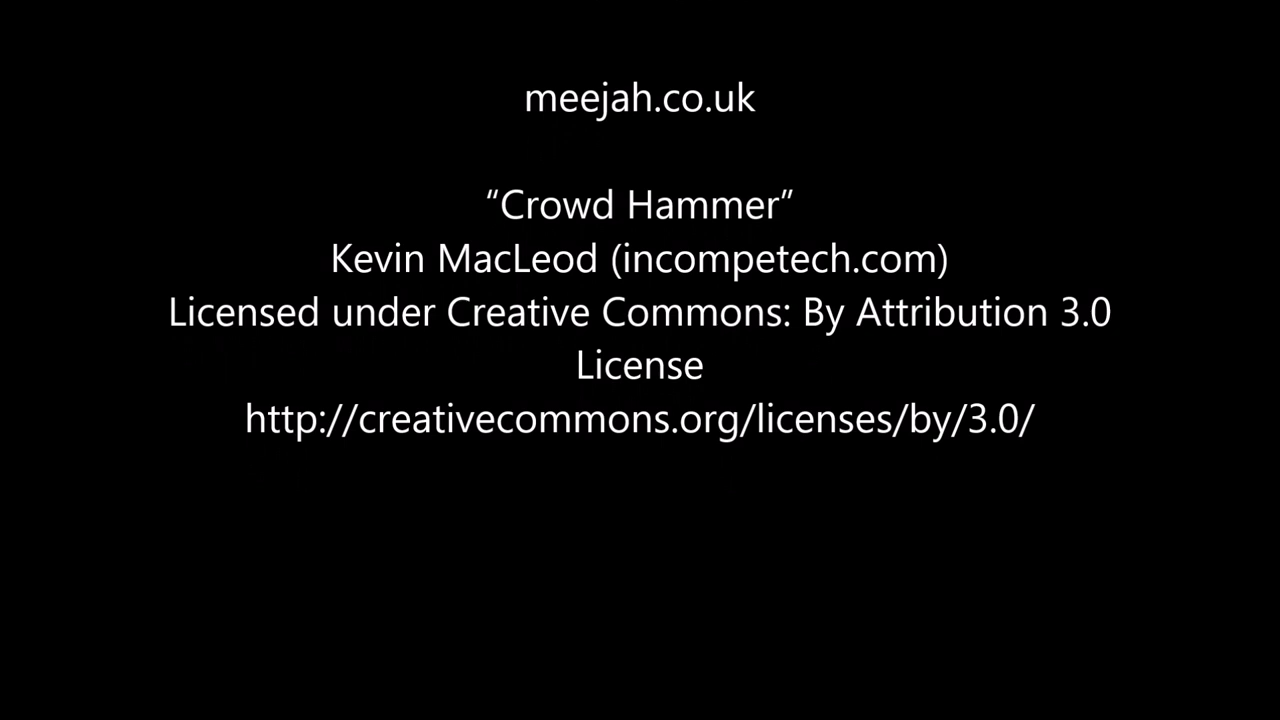 meejah.co.uk
“Crowd Hammer”
Kevin MacLeod (incompetech.com)
Licensed under Creative Commons: By Attribution 3.0
License
http://creativecommons.org/licenses/by/3.0/